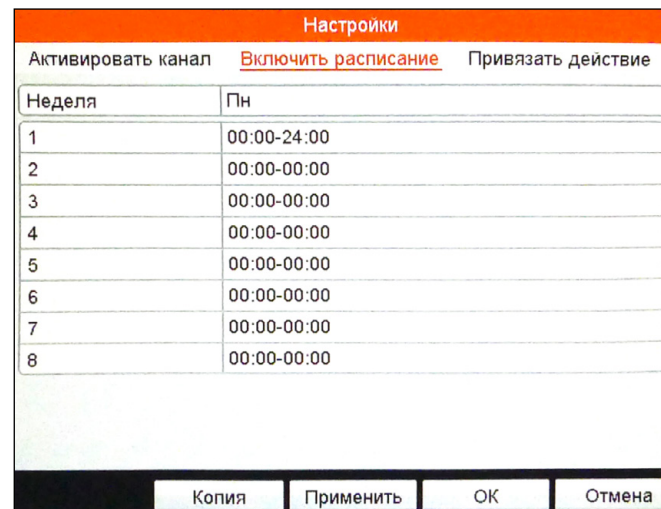 Настройки
Активировать канал Включить расписание Привязать действие
Неделя Пн
1 00:00-24:00
2 00:00-00:00
3 00:00-00:00
4 00:00-00:00
5 00:00-00:00
6 00:00-00:00
7 00:00-00:00
8 00:00-00:00
Копия Применить ОК Отмена